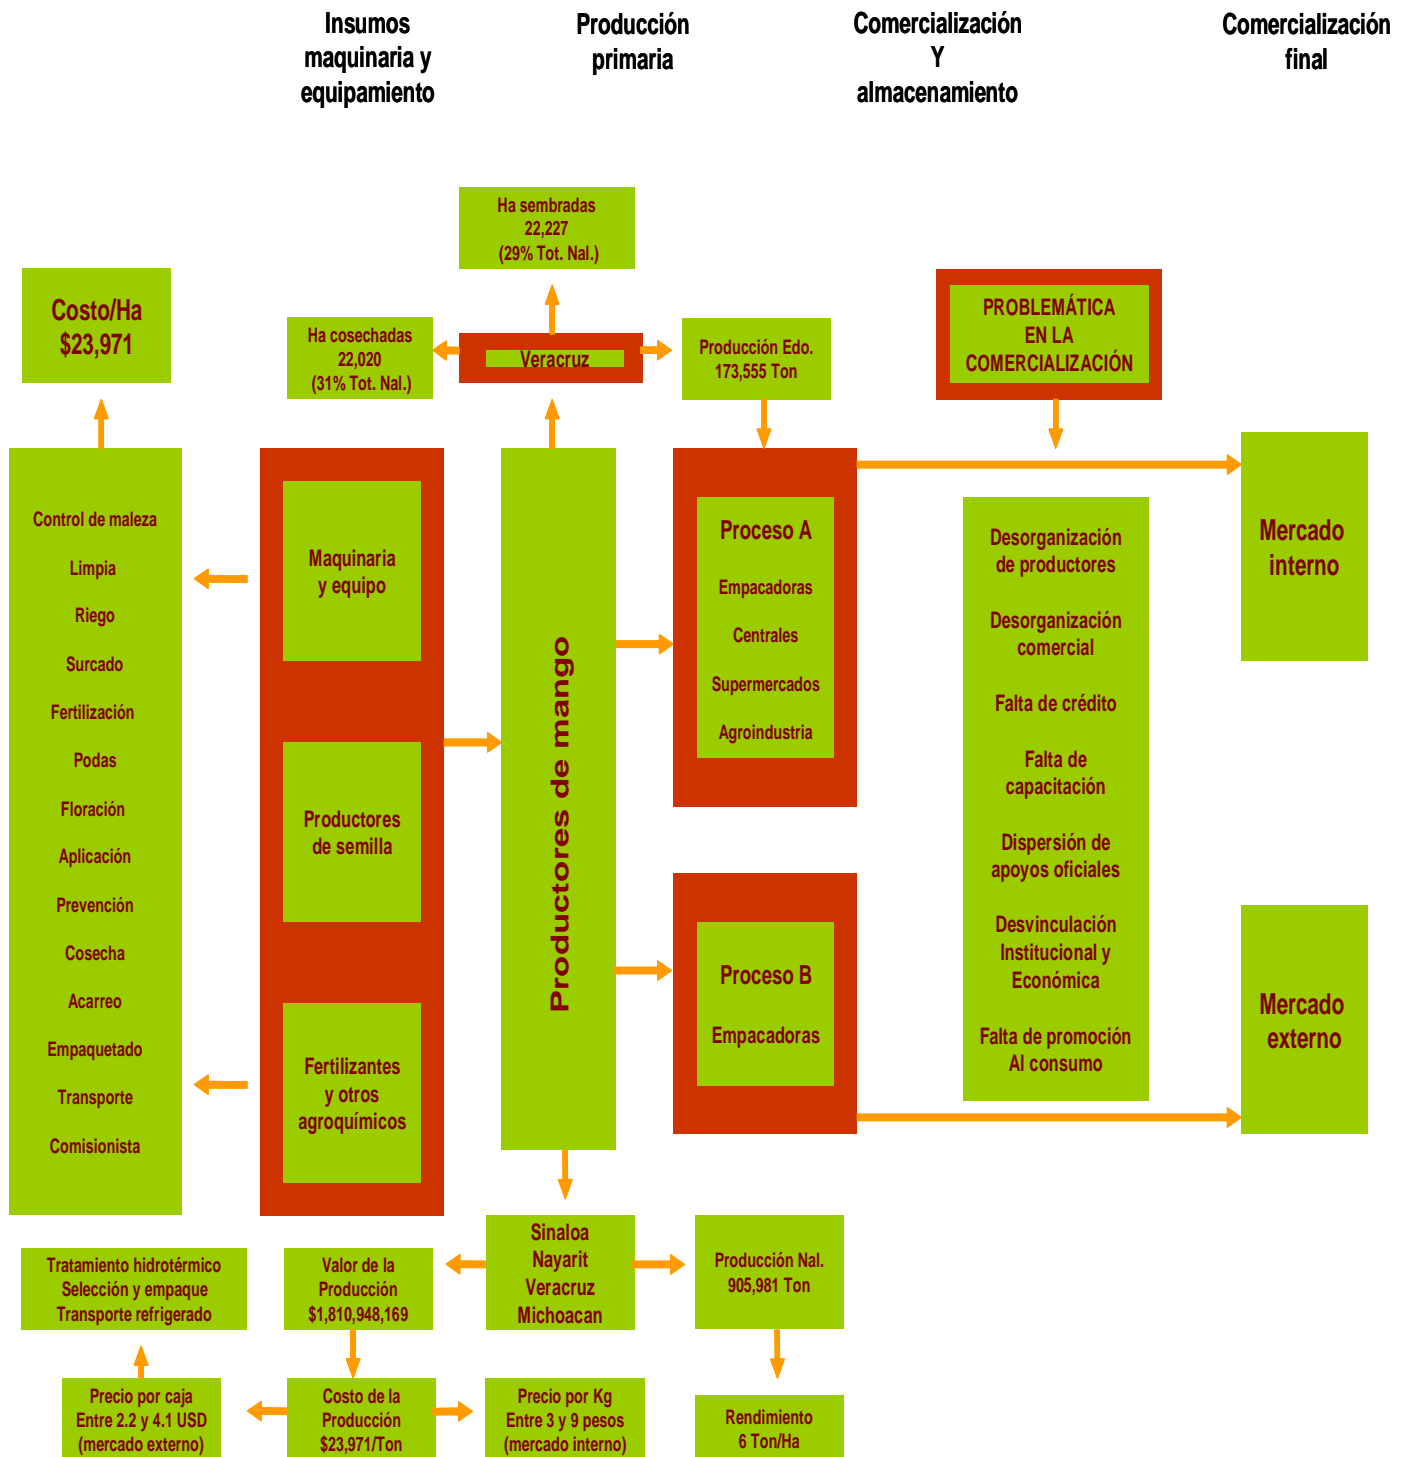 Insumos
maquinaria y
equipamiento
Producción
primaria
Comercialización
Y
almacenamiento
Comercialización
final
Ha sembradas
22,227
(29% Tot. Nal.)
Costo/Ha
$23,971
Ha cosechadas
22,020
(31% Tot. Nal.)
Veracruz
Producción Edo.
173,555 Ton
PROBLEMÁTICA
EN LA
COMERCIALIZACIÓN
Control de maleza
Limpia
Riego
Surcado
Fertilización
Podas
Floración
Aplicación
Prevención
Cosecha
Acarreo
Empaquetado
Transporte
Comisionista
Maquinaria
y equipo
Productores
de semilla
Fertilizantes
y otros
agroquímicos
Productores de mango
Proceso A
Empacadoras
Centrales
Supermercados
Agroindustria
Proceso B
Empacadoras
Desorganización
de productores
Desorganización
comercial
Falta de crédito
Falta de
capacitación
Dispersión de
apoyos oficiales
Desvinculación
Institucional y
Económica
Falta de promoción
Al consumo
Mercado
interno
Mercado
externo
Tratamiento hidrotérmico
Selección y empaque
Transporte refrigerado
Valor de la
Producción
$1,810,948,169
Sinaloa
Nayarit
Veracruz
Michoacan
Producción Nal.
905,981 Ton
Precio por caja
Entre 2.2 y 4.1 USD
(mercado externo)
Costo de la
Producción
$23,971/Ton
Precio por Kg
Entre 3 y 9 pesos
(mercado interno)
Rendimiento
6 Ton/Ha